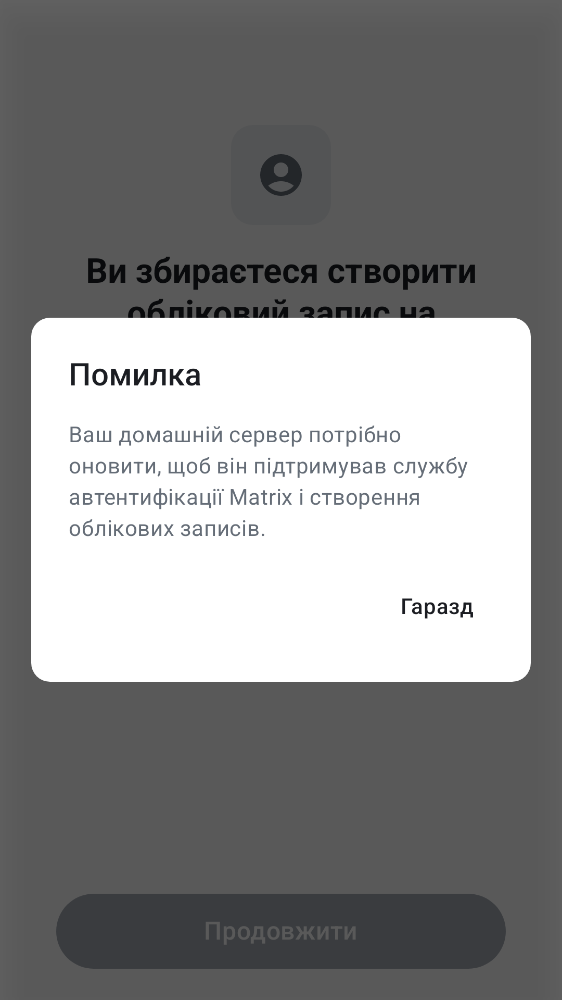 Ви збираєтеся створити
обліковий запис на
Помилка
Ваш домашній сервер потрібно
оновити, щоб він підтримував службу
автентифікації Matrix і створення
облікових записів.
Гаразд
Продовжити